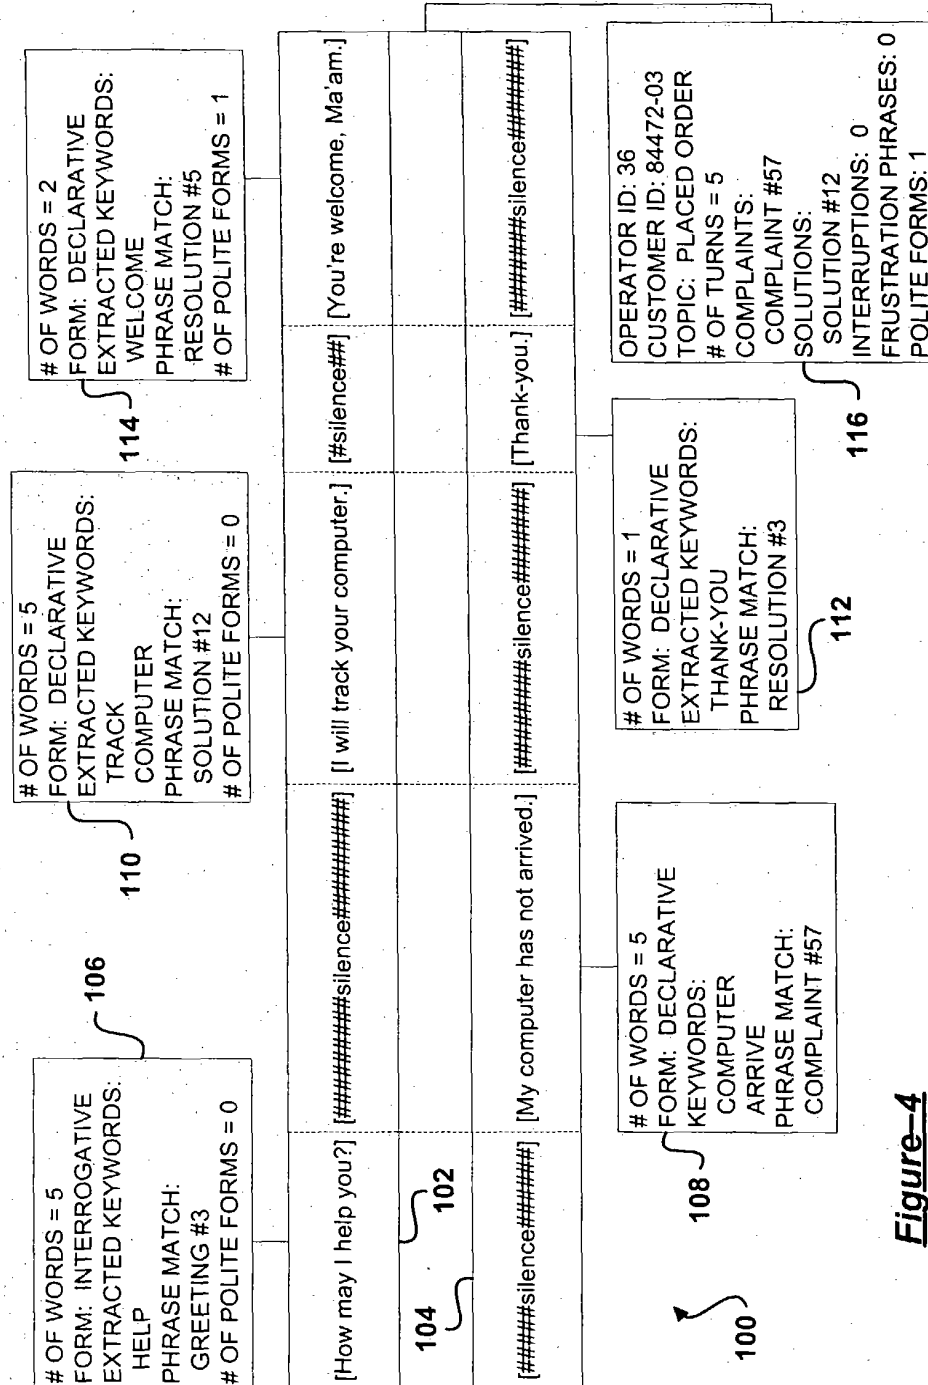 # OF WORDS = 5
FORM: INTERROGATIVE
EXTRACTED KEYWORDS:
HELP
PHRASE MATCH:
GREETING #3
# OF POLITE FORMS = 0
106
# OF WORDS = 5
FORM: DECLARATIVE
EXTRACTED KEYWORDS:
TRACK
COMPUTER
PHRASE MATCH:
SOLUTION #12
# OF POLITE FORMS = 0
110
# OF WORDS = 2
FORM: DECLARATIVE
EXTRACTED KEYWORDS:
WELCOME
PHRASE MATCH:
RESOLUTION #5
# OF POLITE FORMS = 1
114
[How may I help you?] [##########silence##########] [I will track your computer.] [#silence##] [You're welcome, Ma'am.]
102
104
[#####silence######] [My computer has not arrived.] [########silence########] [Thank-you.] [######silence#######]
108
# OF WORDS = 5
FORM: DECLARATIVE
KEYWORDS:
COMPUTER
ARRIVE
PHRASE MATCH:
COMPLAINT #57
# OF WORDS = 1
FORM: DECLARATIVE
EXTRACTED KEYWORDS:
THANK-YOU
PHRASE MATCH:
RESOLUTION #3
112
OPERATOR ID: 36
CUSTOMER ID: 84472-03
TOPIC: PLACED ORDER
# OF TURNS = 5
COMPLAINTS:
COMPLAINT #57
SOLUTIONS:
SOLUTION #12
INTERRUPTIONS: 0
FRUSTRATION PHRASES: 0
POLITE FORMS: 1
116
100
Figure-4